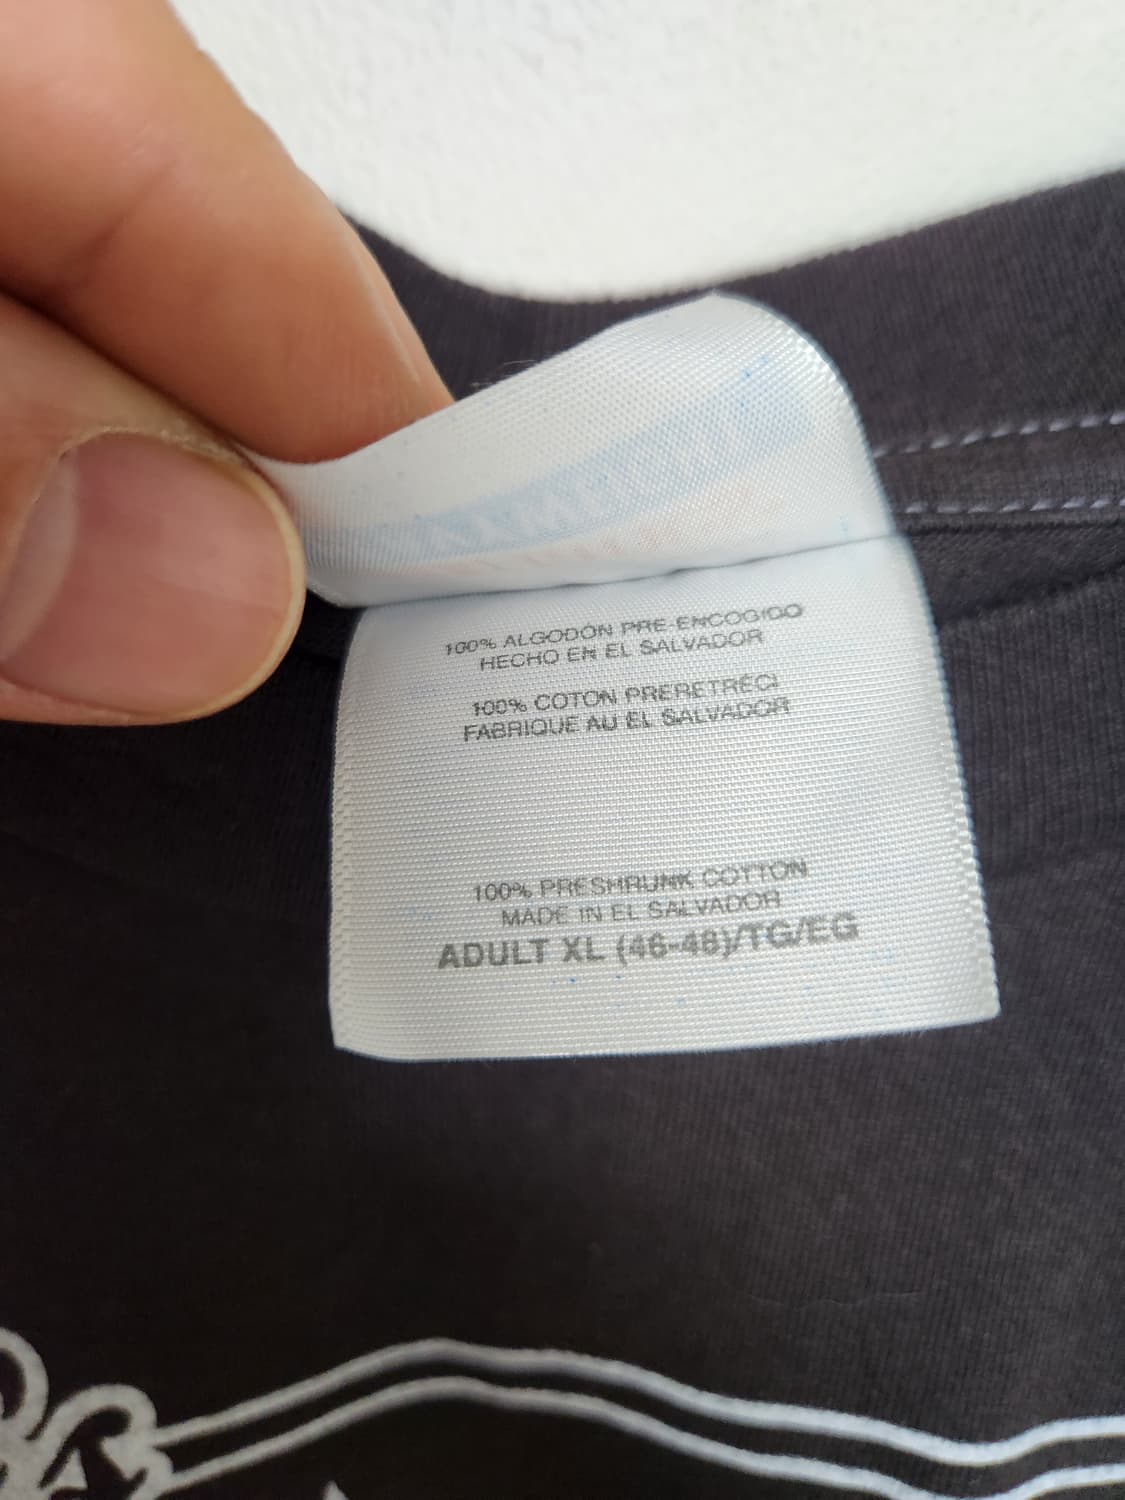 100% ALGODÓN PRE-ENCOGIDO
HECHO EN EL SALVADOR
100% COTON PRERETRÉCI
FABRIQUE AU EL SALVADOR
100% PRESHRUNK COTTON
MADE IN EL SALVADOR
ADULT XL (46-48)/TG/EG